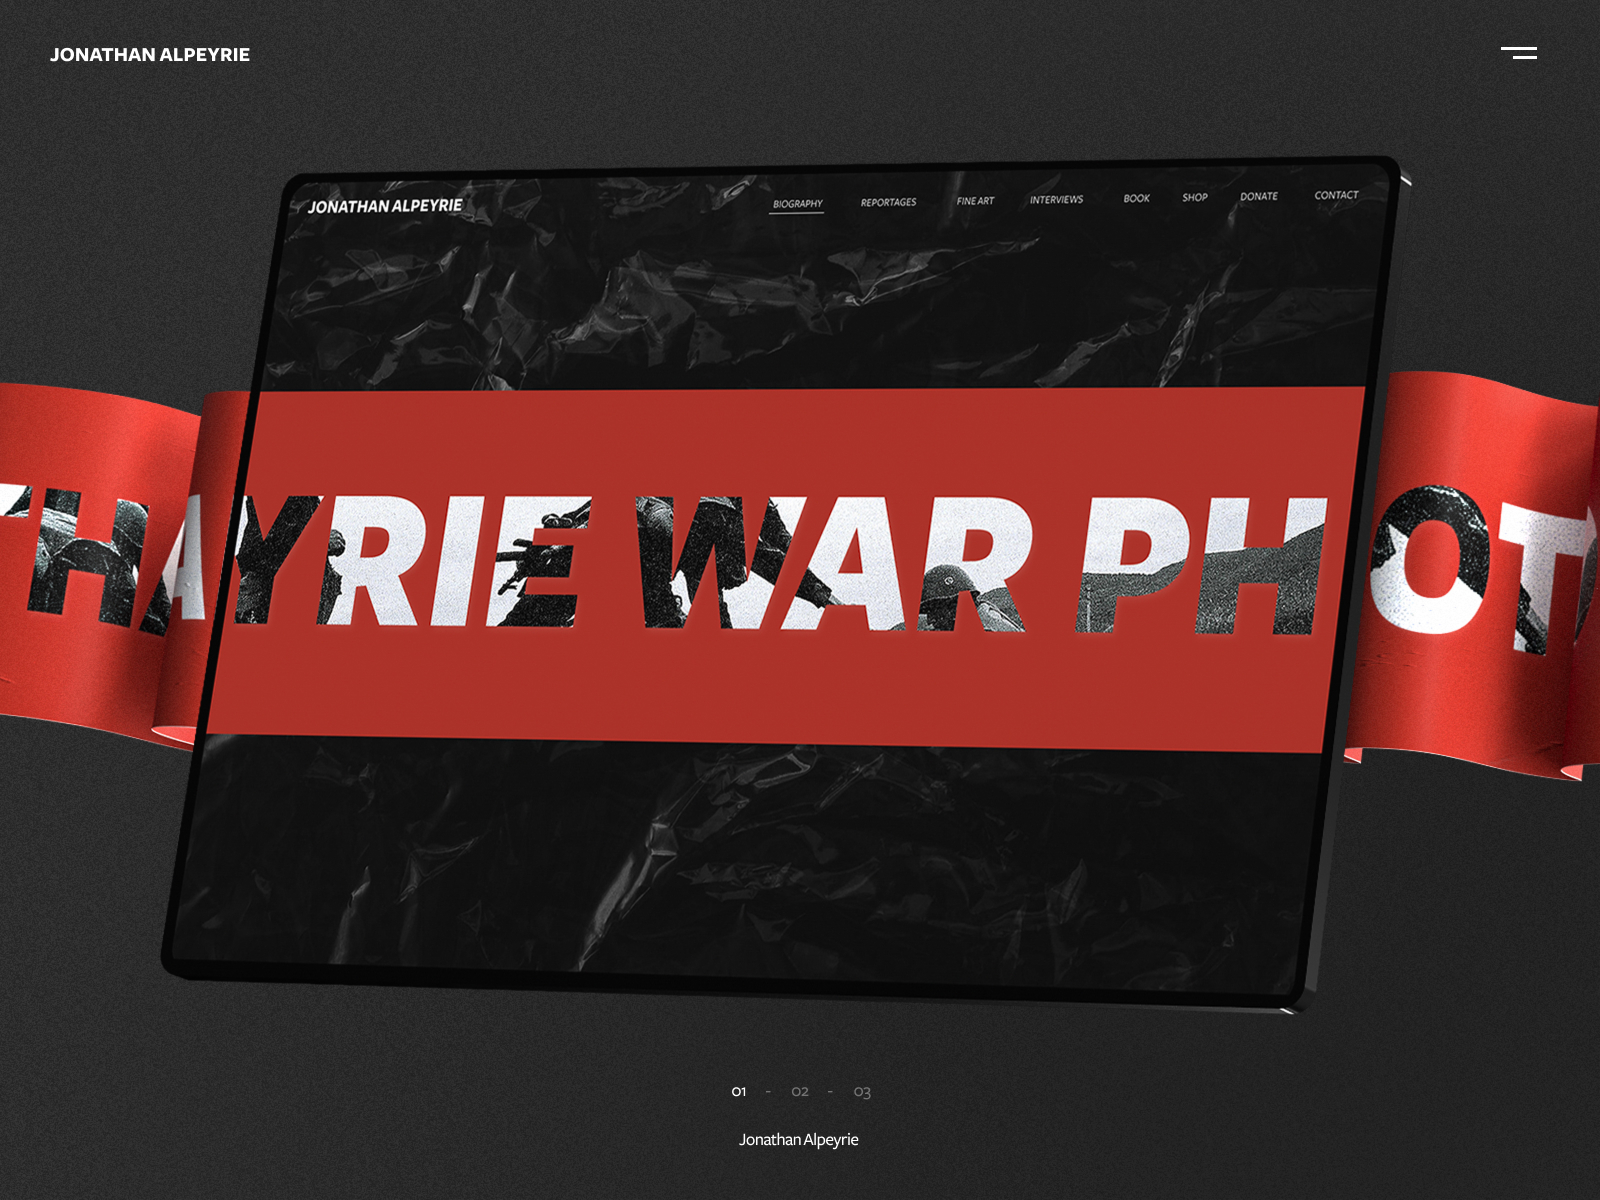 JONATHAN ALPEYRIE
JONATHAN ALPEYRIE
BIOGRAPHY REPORTAGES FINE ART INTERVIEWS BOOK SHOP DONATE CONTACT
THAYRIE WAR PHOTO
01 - 02 - 03
Jonathan Alpeyrie